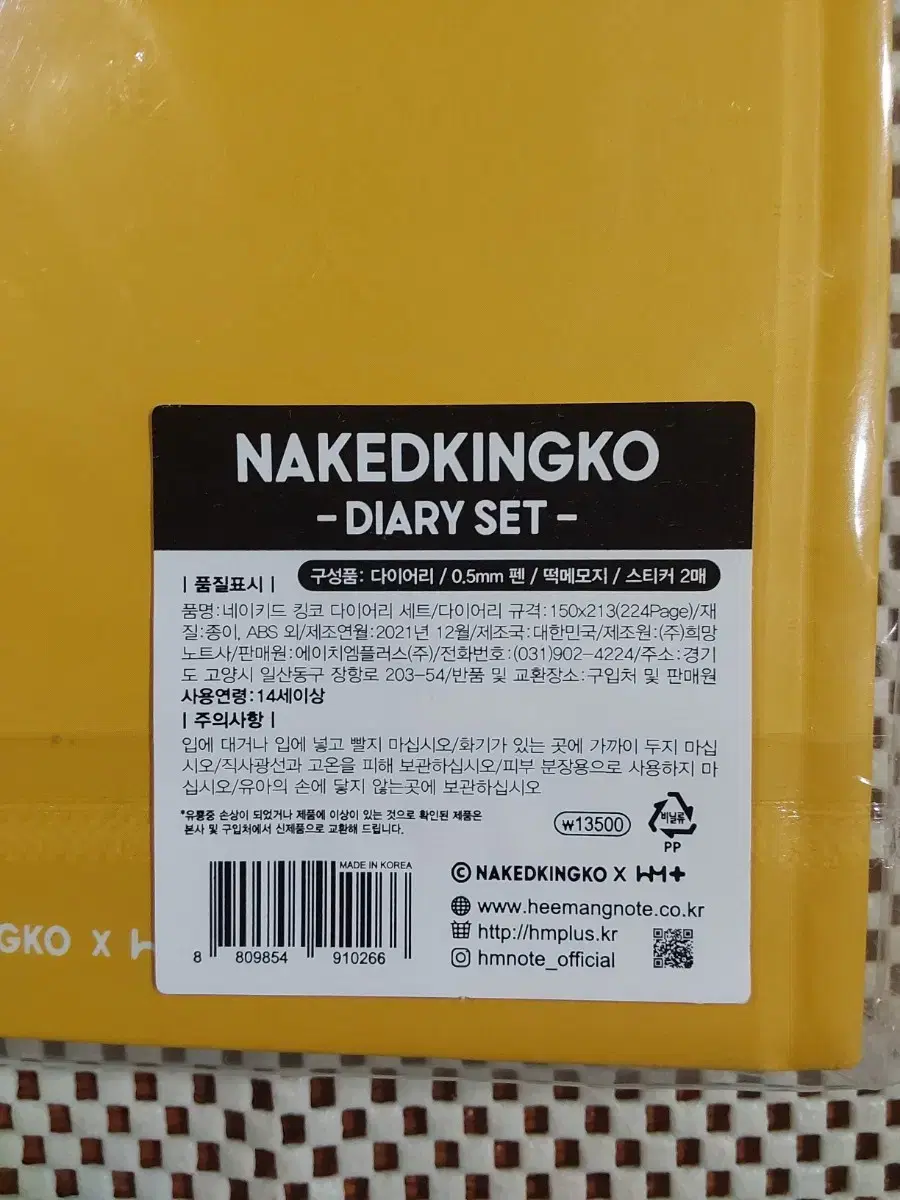 NAKEDKINGKO
-DIARY SET-
| 품질표시 | 구성품: 다이어리 / 0.5mm 펜 / 떡메모지 / 스티커 2매
품명:네이키드 킹코 다이어리 세트/다이어리 규격:150x213(224Page)/재
질:종이, ABS 외/제조연월:2021년 12월/제조국:대한민국/제조원:(주)희망
노트사/판매원:에이치엠플러스(주)/전화번호:(031)902-4224/주소:경기
도 고양시 일산동구 장항로 203-54/반품 및 교환장소:구입처 및 판매원
사용연령:14세이상
| 주의사항 |
입에 대거나 입에 넣고 빨지 마십시오/화기가 있는 곳에 가까이 두지 마십
시오/직사광선과 고온을 피해 보관하십시오/피부 분장용으로 사용하지 마
십시오/유아의 손에 닿지 않는곳에 보관하십시오
*유통중 손상이 되었거나 제품에 이상이 있는 것으로 확인된 제품은
본사 및 구입처에서 신제품으로 교환해 드립니다.
₩13500
비닐류
PP
MADE IN KOREA
8 809854 910266
© NAKEDKINGKO X HM+
www.heemangnote.co.kr
http://hmplus.kr
hmnote_official
GKO X H